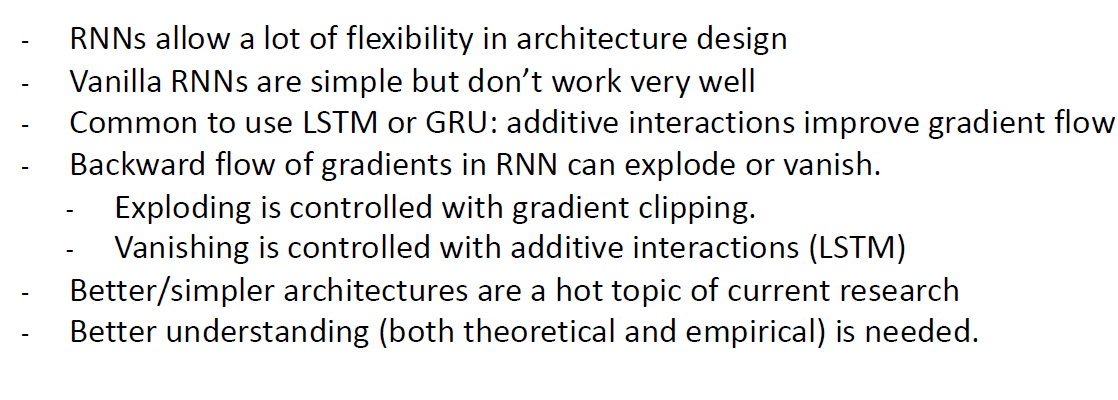 - RNNs allow a lot of flexibility in architecture design
- Vanilla RNNs are simple but don’t work very well
- Common to use LSTM or GRU: additive interactions improve gradient flow
- Backward flow of gradients in RNN can explode or vanish.
- Exploding is controlled with gradient clipping.
- Vanishing is controlled with additive interactions (LSTM)
- Better/simpler architectures are a hot topic of current research
- Better understanding (both theoretical and empirical) is needed.